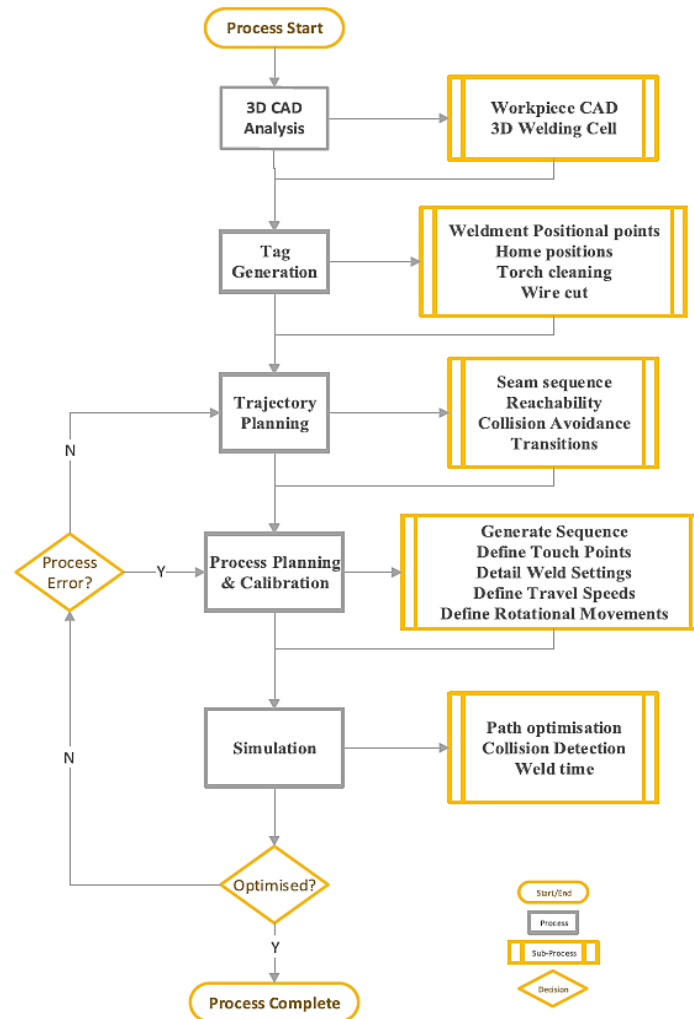 Process Start
3D CAD
Analysis
Workpiece CAD
3D Welding Cell
Tag
Generation
Weldment Positional points
Home positions
Torch cleaning
Wire cut
Trajectory
Planning
Seam sequence
Reachability
Collision Avoidance
Transitions
N
Process
Error?
Y
Process Planning
& Calibration
Generate Sequence
Define Touch Points
Detail Weld Settings
Define Travel Speeds
Define Rotational Movements
Simulation
Path optimisation
Collision Detection
Weld time
N
Optimised?
Y
Process Complete
Start/End
Process
Sub-Process
Decision